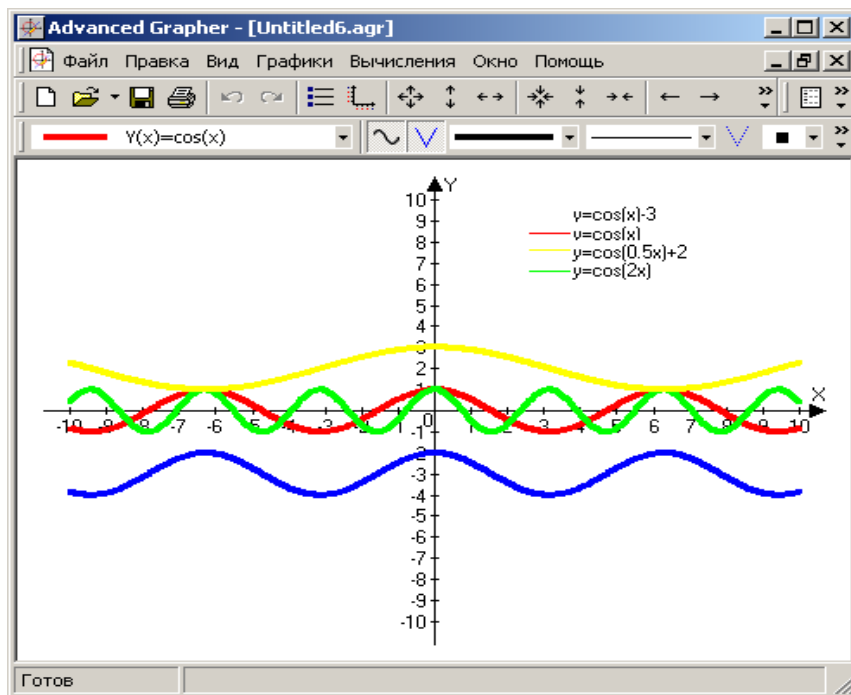 Advanced Grapher - [Untitled6.agr]
Файл Правка Вид Графики Вычисления Окно Помощь
Y(x)=cos(x)
Y
10
9
8
7
6
5
4
3
2
1
y=cos(x)-3
y=cos(x)
y=cos(0.5x)+2
y=cos(2x)
X
-10 -9 -8 -7 -6 -5 -4 -3 -2 -1 0 1 2 3 4 5 6 7 8 9 10
-1
-2
-3
-4
-5
-6
-7
-8
-9
-10
Готов